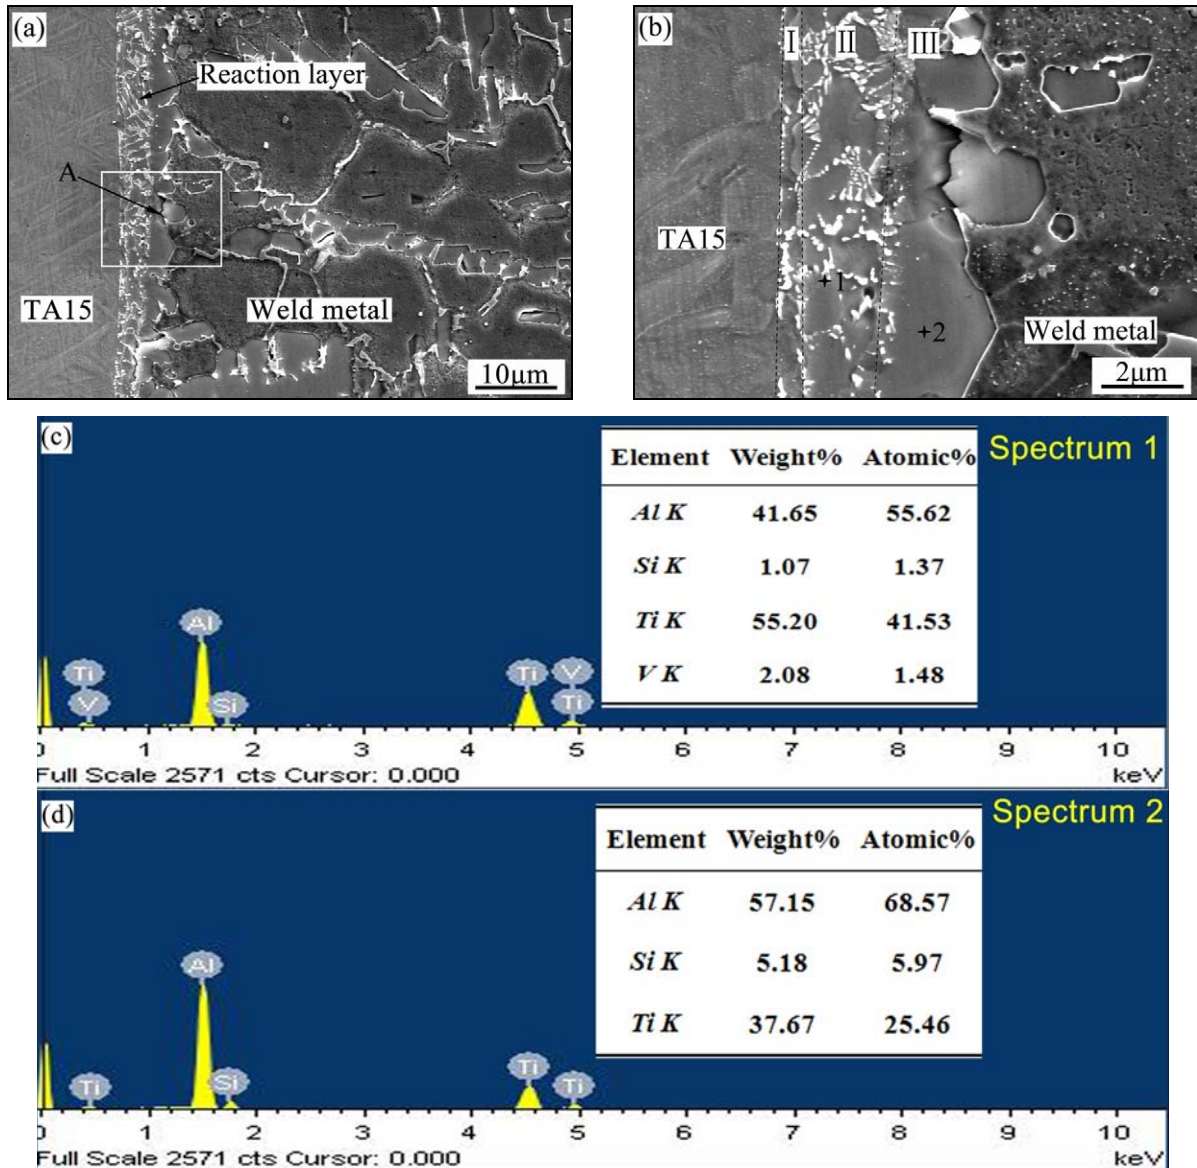 (a)
Reaction layer
A
TA15
Weld metal
10μm
(b)
I II III
TA15
+1
+2
Weld metal
2μm
(c)
Spectrum 1
Element Weight% Atomic%
Al K 41.65 55.62
Si K 1.07 1.37
Ti K 55.20 41.53
V K 2.08 1.48
Al
Ti Ti V
V Si Ti
0 1 2 3 4 5 6 7 8 9 10
Full Scale 2571 cts Cursor: 0.000 keV
(d)
Spectrum 2
Element Weight% Atomic%
Al K 57.15 68.57
Si K 5.18 5.97
Ti K 37.67 25.46
Al
Ti Si Ti Ti
0 1 2 3 4 5 6 7 8 9 10
Full Scale 2571 cts Cursor: 0.000 keV